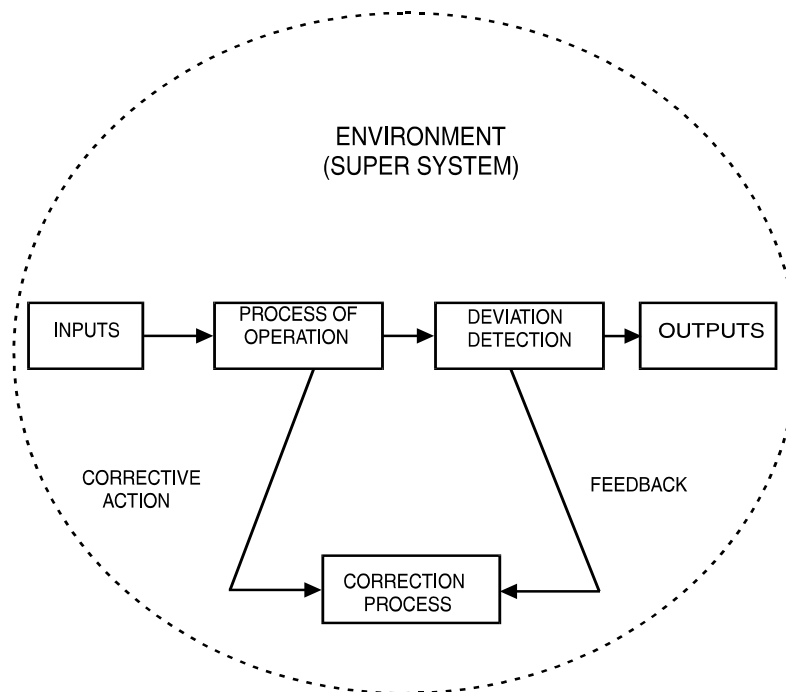 ENVIRONMENT
(SUPER SYSTEM)
INPUTS
PROCESS OF
OPERATION
DEVIATION
DETECTION
OUTPUTS
CORRECTIVE
ACTION
FEEDBACK
CORRECTION
PROCESS